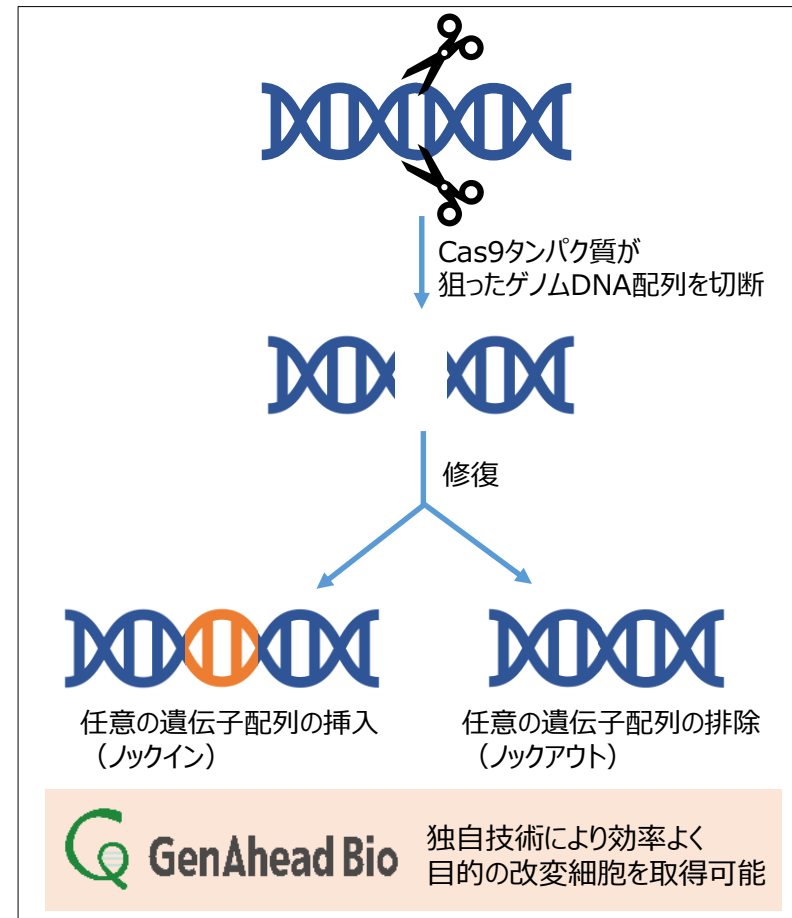 Cas9タンパク質が
狙ったゲノムDNA配列を切断
修復
任意の遺伝子配列の挿入
（ノックイン）
任意の遺伝子配列の排除
（ノックアウト）
GenAhead Bio
独自技術により効率よく
目的の改変細胞を取得可能